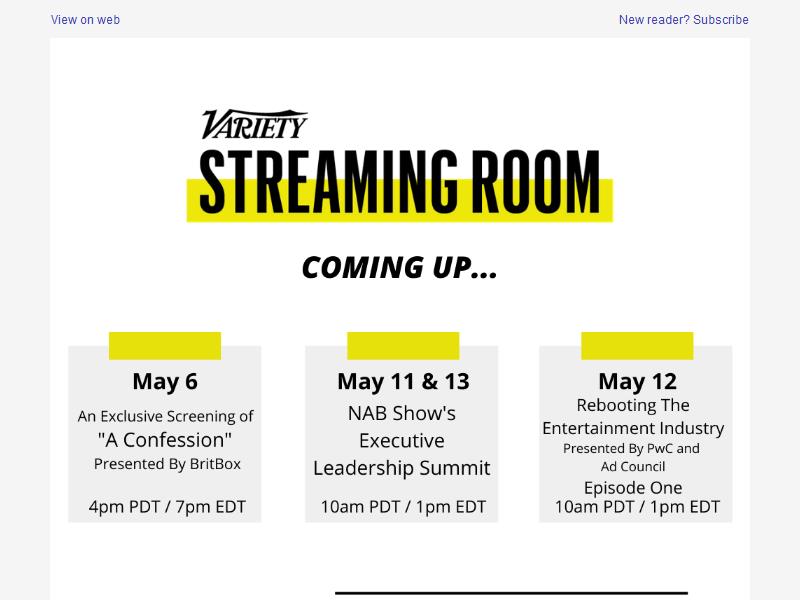 View on web
New reader? Subscribe
VARIETY
STREAMING ROOM
COMING UP...
May 6
An Exclusive Screening of
"A Confession"
Presented By BritBox
4pm PDT / 7pm EDT
May 11 & 13
NAB Show's
Executive
Leadership Summit
10am PDT / 1pm EDT
May 12
Rebooting The
Entertainment Industry
Presented By PwC and
Ad Council
Episode One
10am PDT / 1pm EDT